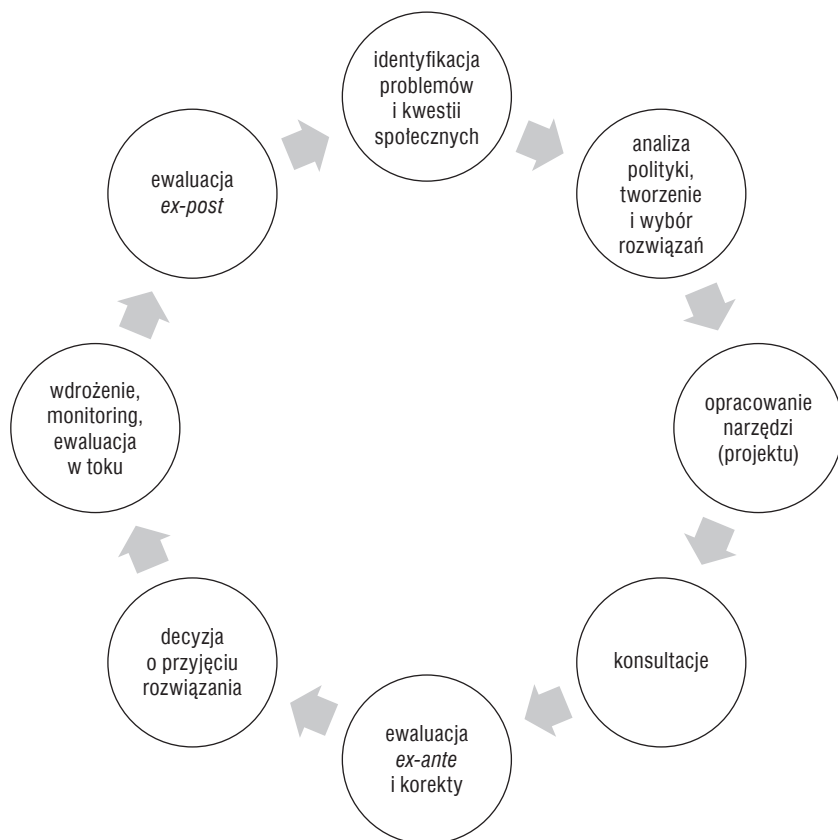 identyfikacja
problemów
i kwestii
społecznych
analiza
polityki,
tworzenie
i wybór
rozwiązań
opracowanie
narzędzi
(projektu)
konsultacje
ewaluacja
ex-ante
i korekty
decyzja
o przyjęciu
rozwiązania
wdrożenie,
monitoring,
ewaluacja
w toku
ewaluacja
ex-post